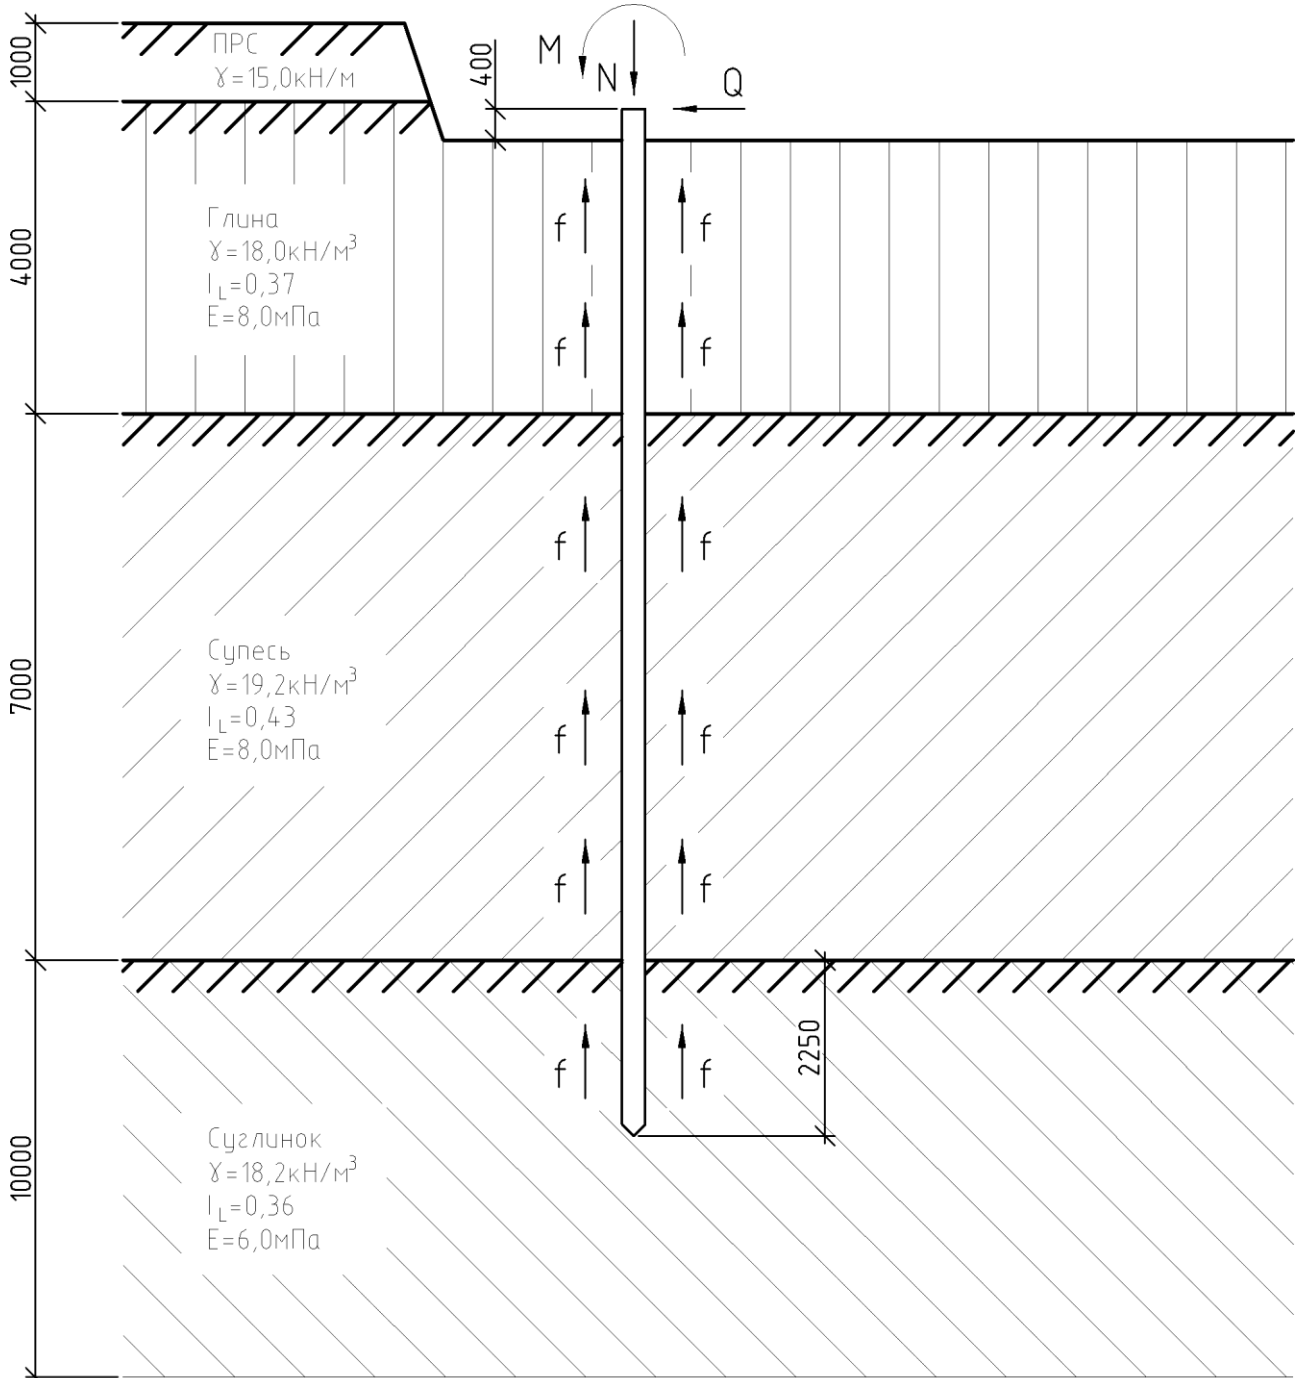 1000
ПРС
γ=15,0кН/м
400
M
N
Q
4000
Глина
γ=18,0кН/м³
I_L=0,37
E=8,0мПа
f f
f f
7000
f f
Супесь
γ=19,2кН/м³
I_L=0,43
E=8,0мПа
f f
f f
10000
f f
2250
Суглинок
γ=18,2кН/м³
I_L=0,36
E=6,0мПа